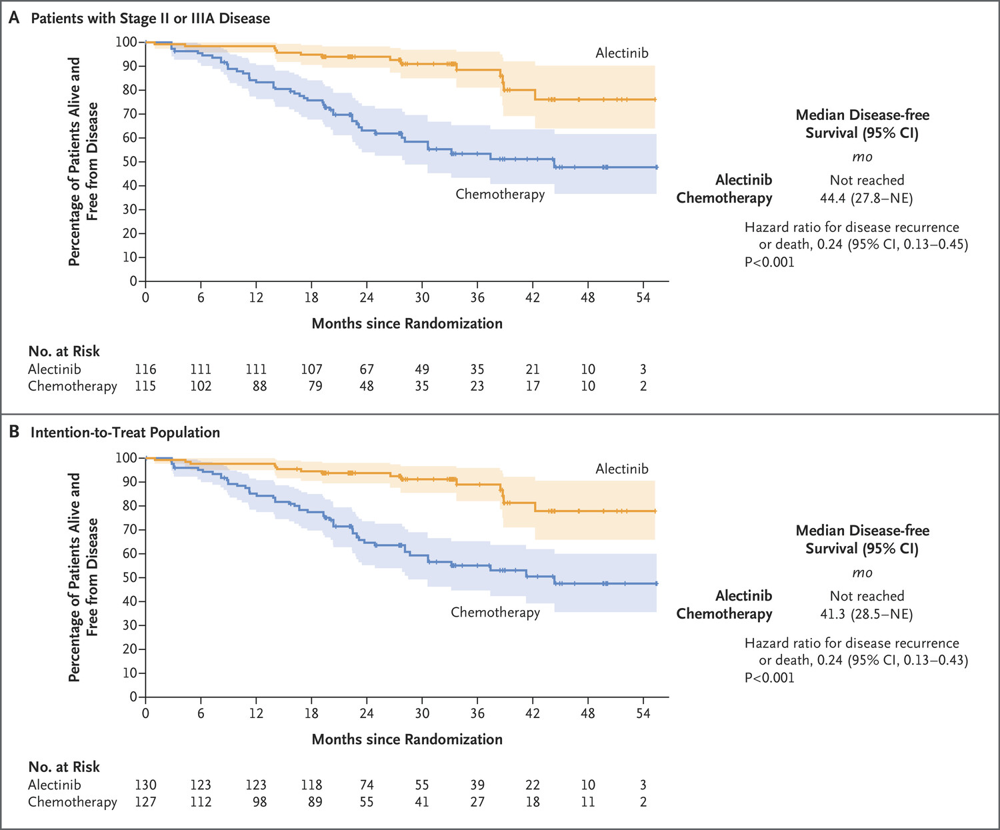 A Patients with Stage II or IIIA Disease
Percentage of Patients Alive and
Free from Disease
100
90
80
70
60
50
40
30
20
10
0
Alectinib
Chemotherapy
0 6 12 18 24 30 36 42 48 54
Months since Randomization
Median Disease-free
Survival (95% CI)
mo
Alectinib Not reached
Chemotherapy 44.4 (27.8–NE)
Hazard ratio for disease recurrence
or death, 0.24 (95% CI, 0.13–0.45)
P<0.001
No. at Risk
Alectinib 116 111 111 107 67 49 35 21 10 3
Chemotherapy 115 102 88 79 48 35 23 17 10 2
B Intention-to-Treat Population
Percentage of Patients Alive and
Free from Disease
100
90
80
70
60
50
40
30
20
10
0
Alectinib
Chemotherapy
0 6 12 18 24 30 36 42 48 54
Months since Randomization
Median Disease-free
Survival (95% CI)
mo
Alectinib Not reached
Chemotherapy 41.3 (28.5–NE)
Hazard ratio for disease recurrence
or death, 0.24 (95% CI, 0.13–0.43)
P<0.001
No. at Risk
Alectinib 130 123 123 118 74 55 39 22 10 3
Chemotherapy 127 112 98 89 55 41 27 18 11 2